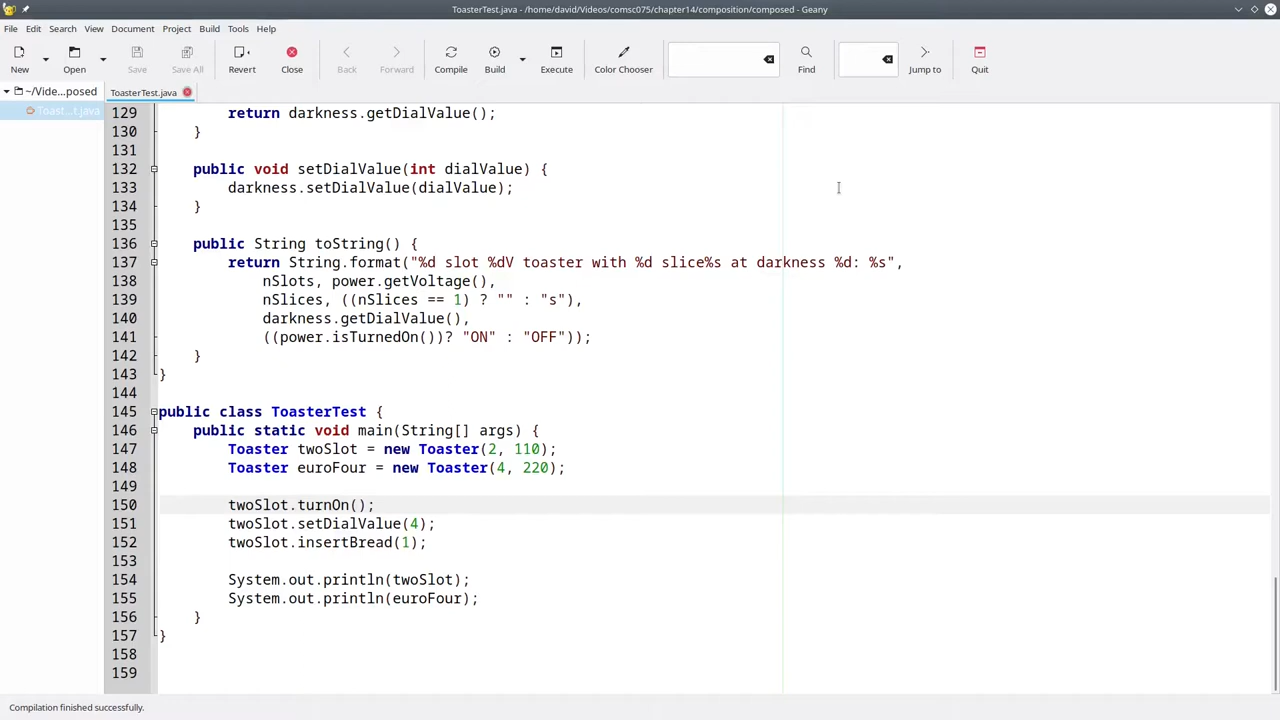 ToasterTest.java - /home/david/Videos/comsc075/chapter14/composition/composed - Geany
File Edit Search View Document Project Build Tools Help
New Open Save Save All Revert Close Back Forward Compile Build Execute Color Chooser Find Jump to Quit
~/Vide...posed
Toast...t.java
ToasterTest.java
129 return darkness.getDialValue();
130 }
131
132 public void setDialValue(int dialValue) {
133 darkness.setDialValue(dialValue);
134 }
135
136 public String toString() {
137 return String.format("%d slot %dV toaster with %d slice%s at darkness %d: %s",
138 nSlots, power.getVoltage(),
139 nSlices, ((nSlices == 1) ? "" : "s"),
140 darkness.getDialValue(),
141 ((power.isTurnedOn())? "ON" : "OFF"));
142 }
143 }
144
145 public class ToasterTest {
146 public static void main(String[] args) {
147 Toaster twoSlot = new Toaster(2, 110);
148 Toaster euroFour = new Toaster(4, 220);
149
150 twoSlot.turnOn();
151 twoSlot.setDialValue(4);
152 twoSlot.insertBread(1);
153
154 System.out.println(twoSlot);
155 System.out.println(euroFour);
156 }
157 }
158
159
Compilation finished successfully.